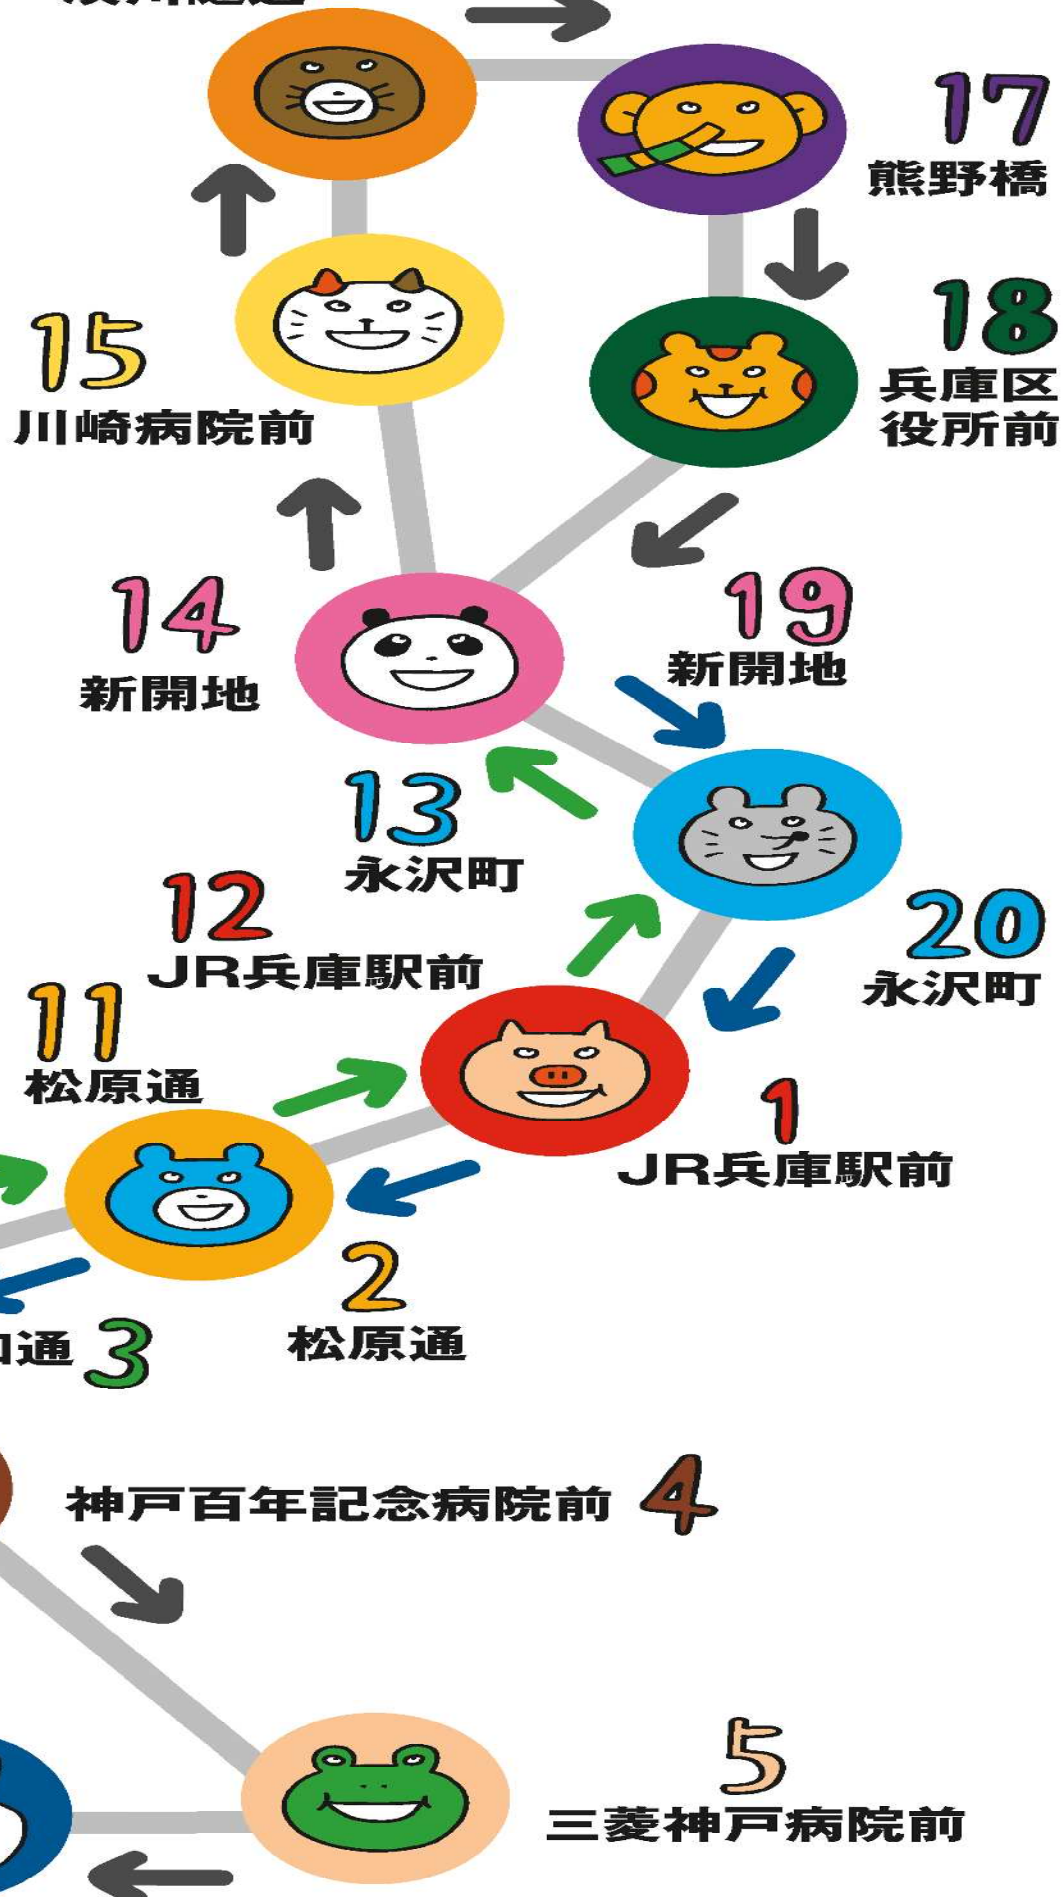 17
熊野橋
15
川崎病院前
18
兵庫区
役所前
14
新開地
19
新開地
13
永沢町
12
JR兵庫駅前
20
永沢町
11
松原通
1
JR兵庫駅前
2
松原通
通 3
神戸百年記念病院前 4
5
三菱神戸病院前